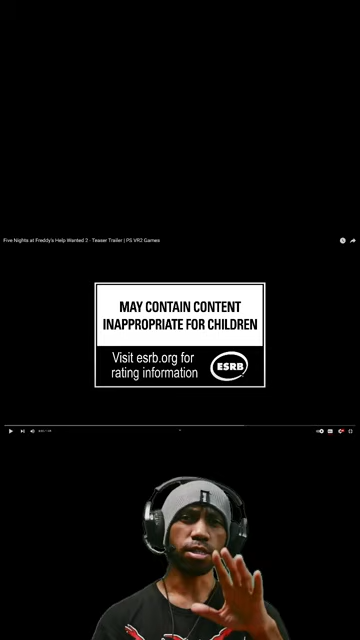 Five Nights at Freddy's Help Wanted 2 - Teaser Trailer | PS VR2 Games
MAY CONTAIN CONTENT
INAPPROPRIATE FOR CHILDREN
Visit esrb.org for
rating information
ESRB